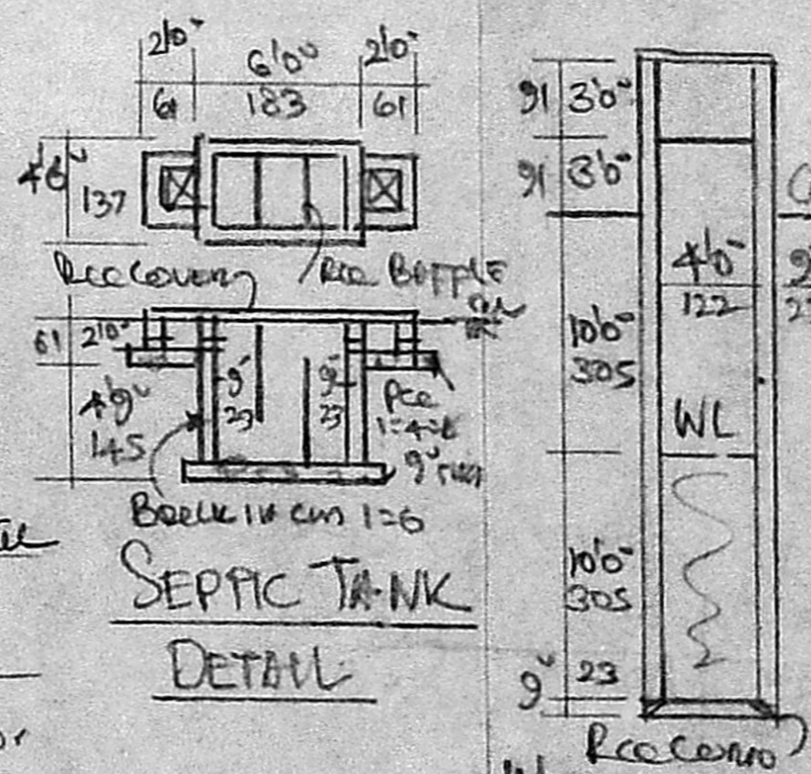 2'0" 6'0" 2'0"
61 183 61
4'6"
137
RCC Covering RCC BAFFLE
GL
61 2'0"
4'9"
145
9" 9"
23 23
PCC
1:4:8
9" THICK
BRICK IN CM 1:6
SEPTIC TANK
DETAIL
91 3'0"
91 3'0"
4'0"
122
10'0"
305
WL
10'0"
305
9" 23
RCC